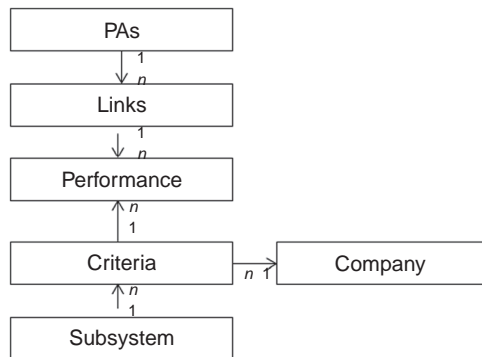 PAs
1
n
Links
1
n
Performance
n
1
Criteria
n 1
Company
n
1
Subsystem